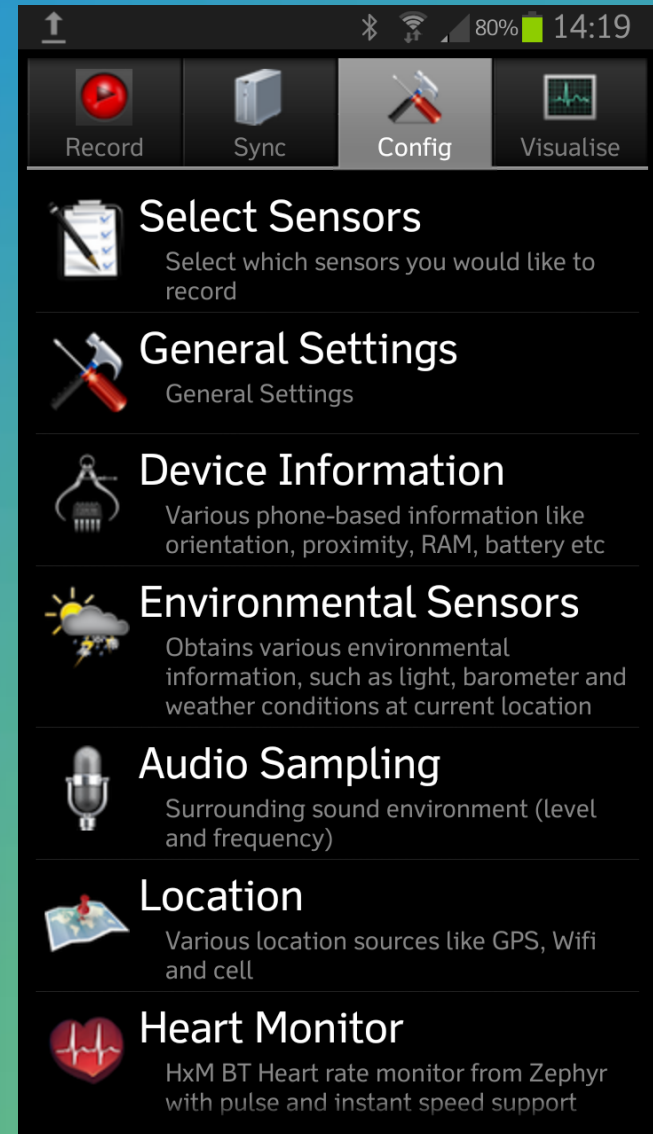 80% 14:19
Record Sync Config Visualise
Select Sensors
Select which sensors you would like to
record
General Settings
General Settings
Device Information
Various phone-based information like
orientation, proximity, RAM, battery etc
Environmental Sensors
Obtains various environmental
information, such as light, barometer and
weather conditions at current location
Audio Sampling
Surrounding sound environment (level
and frequency)
Location
Various location sources like GPS, Wifi
and cell
Heart Monitor
HxM BT Heart rate monitor from Zephyr
with pulse and instant speed support